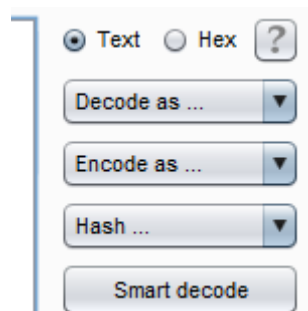 Text Hex ?
Decode as ...
Encode as ...
Hash ...
Smart decode